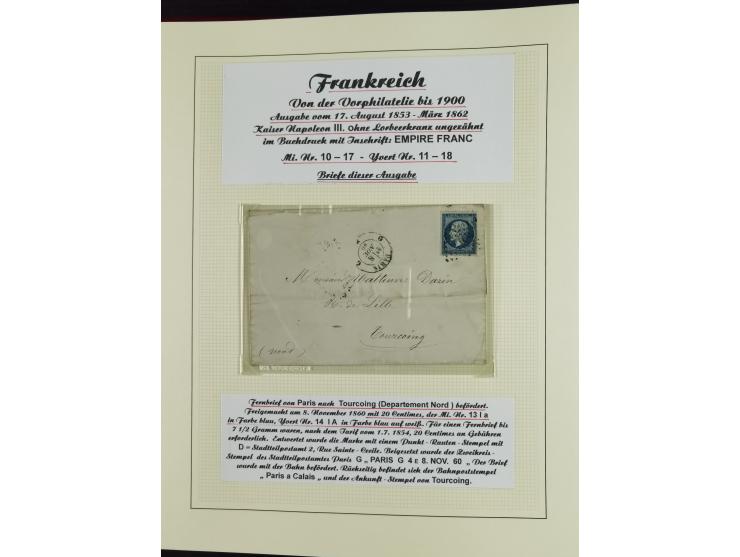 Frankreich
Von der Vorphilatelie bis 1900
Ausgabe vom 17. August 1853 - März 1862
Kaiser Napoleon III. ohne Lorbeerkranz ungezähnt
im Buchdruck mit Inschrift: EMPIRE FRANC
Mi. Nr. 10 – 17 - Yvert Nr. 11 – 18
Briefe dieser Ausgabe
PARIS
Monsieur
R. de Lille
Tourcoing
(nord)
Fernbrief von Paris nach Tourcoing (Departement Nord ) befördert.
Freigemacht am 8. November 1860 mit 20 Centimes, der Mi. Nr. 13 I a
in Farbe blau, Yvert Nr. 14 I A in Farbe blau auf weiß. Für einen Fernbrief bis
7 1/2 Gramm waren, nach dem Tarif vom 1.7. 1854, 20 Centimes an Gebühren
erforderlich. Entwertet wurde die Marke mit einem Punkt - Rauten - Stempel mit
D = Stadtteilpostamt 2, Rue Sainte - Cecile. Beigesetzt wurde der Zweikreis-
Stempel des Stadtteilpostamtes Paris G „ PARIS G 4 E 8. NOV. 60 „ Der Brief
wurde mit der Bahn befördert. Rückseitig befindet sich der Bahnpoststempel
„ Paris a Calais „ und der Ankunft - Stempel von Tourcoing.